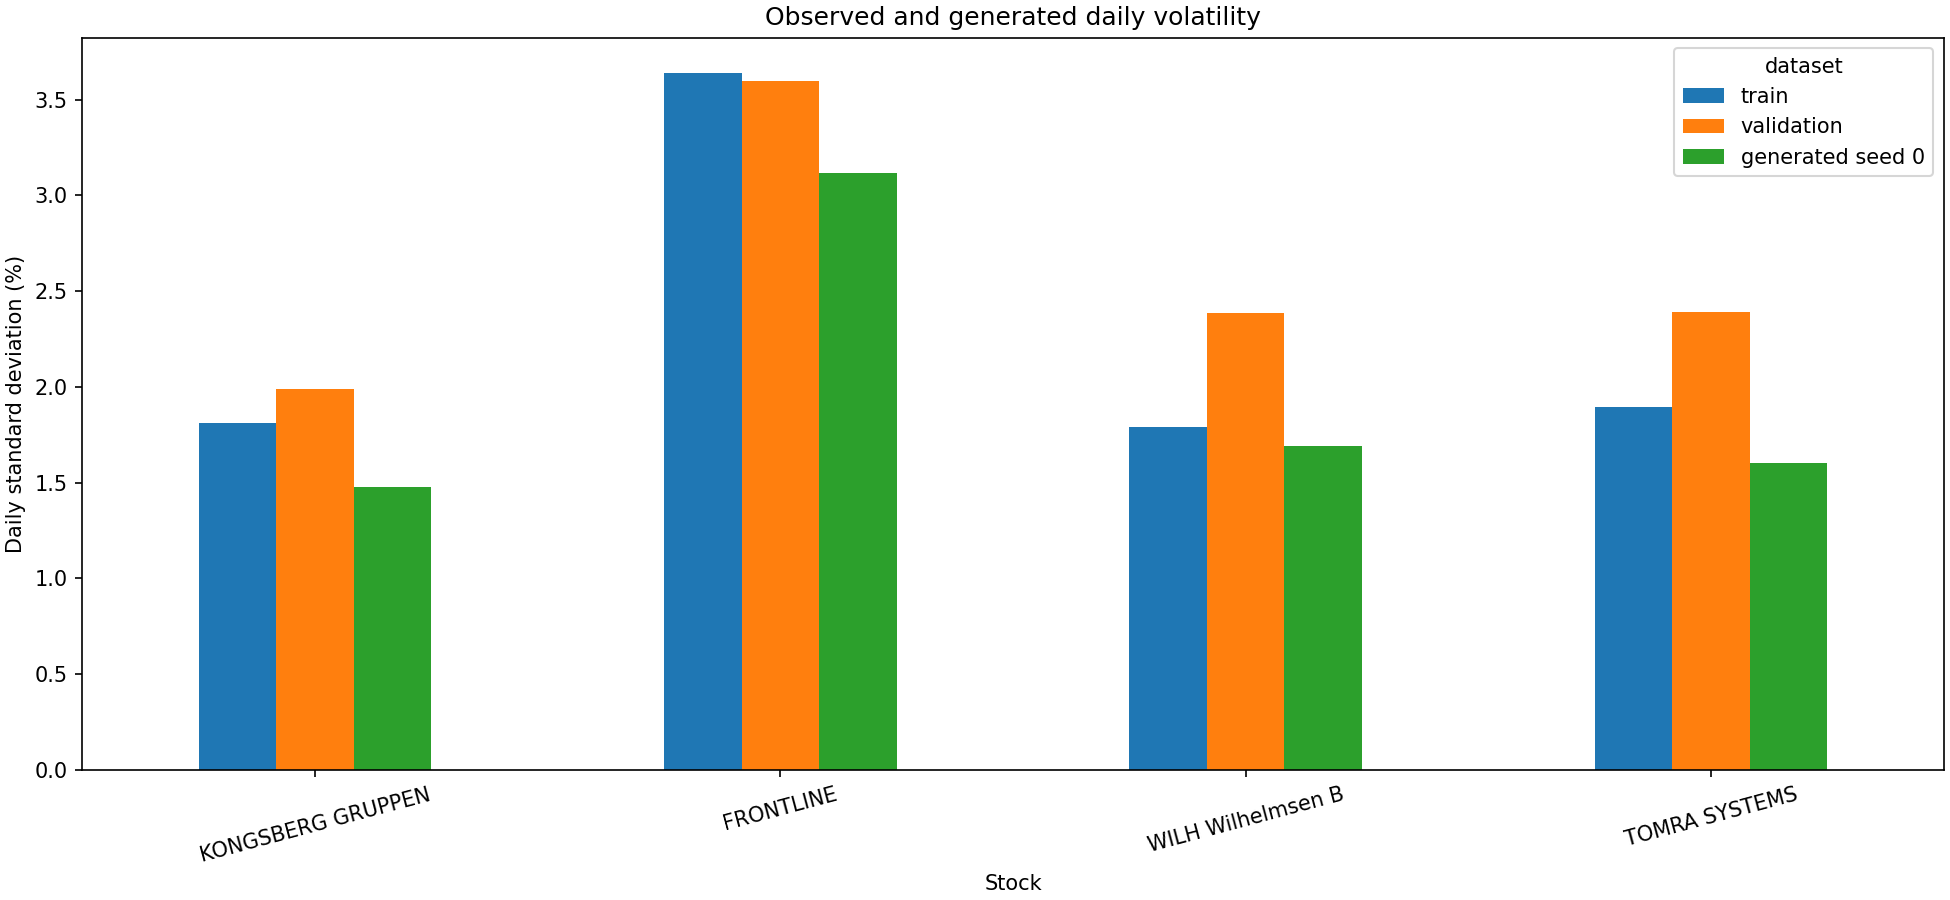 Observed and generated daily volatility
dataset
train
validation
generated seed 0
Daily standard deviation (%)
3.5
3.0
2.5
2.0
1.5
1.0
0.5
0.0
KONGSBERG GRUPPEN
FRONTLINE
WILH Wilhelmsen B
TOMRA SYSTEMS
Stock